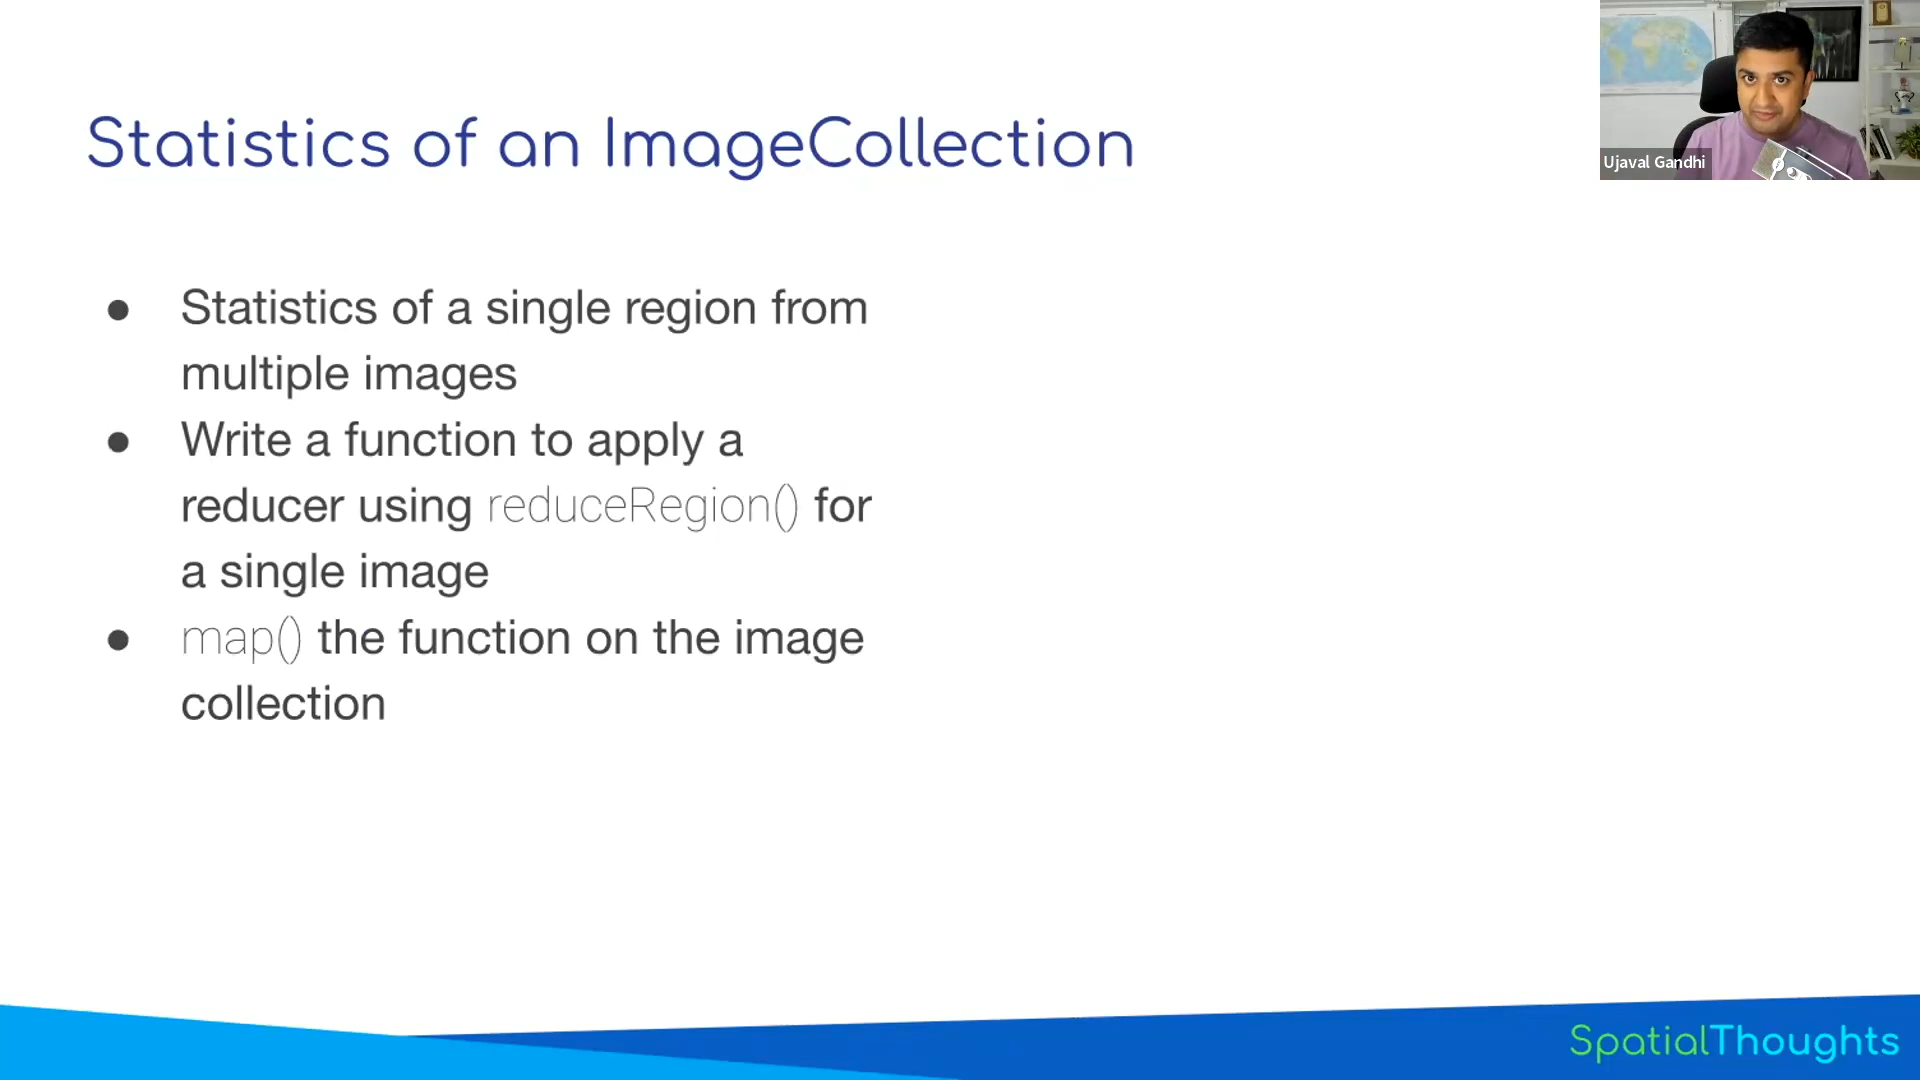 Statistics of an ImageCollection
Ujaval Gandhi
● Statistics of a single region from
multiple images
● Write a function to apply a
reducer using reduceRegion() for
a single image
● map() the function on the image
collection
SpatialThoughts